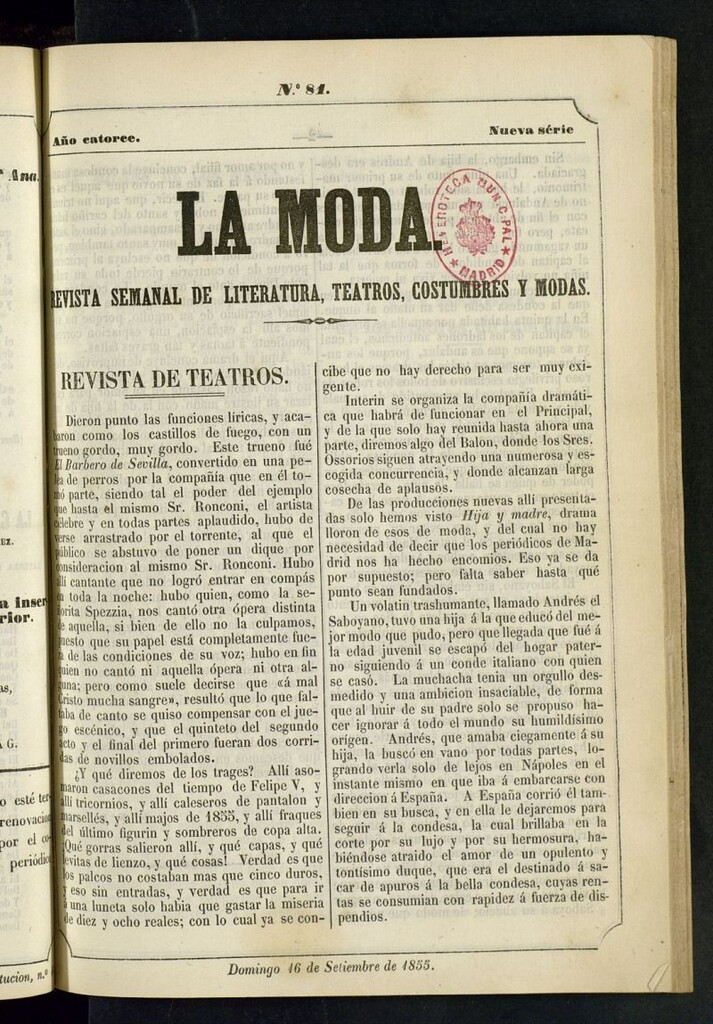 N.º 81.
Año catorce.
Nueva série
LA MODA.
HEMEROTECA MUNICIPAL
★ MADRID ★
REVISTA SEMANAL DE LITERATURA, TEATROS, COSTUMBRES Y MODAS.
REVISTA DE TEATROS.
Dieron punto las funciones líricas, y aca-
baron como los castillos de fuego, con un
trueno gordo, muy gordo. Este trueno fué
El Barbero de Sevilla, convertido en una pe-
lea de perros por la compañía que en él to-
mó parte, siendo tal el poder del ejemplo
que hasta el mismo Sr. Ronconi, el artista
célebre y en todas partes aplaudido, hubo de
verse arrastrado por el torrente, al que el
público se abstuvo de poner un dique por
consideracion al mismo Sr. Ronconi. Hubo
allí cantante que no logró entrar en compás
en toda la noche: hubo quien, como la se-
ñorita Spezzia, nos cantó otra ópera distinta
de aquella, si bien de ello no la culpamos,
puesto que su papel está completamente fue-
ra de las condiciones de su voz; hubo en fin
quien no cantó ni aquella ópera ni otra al-
guna; pero como suele decirse que «á mal
Cristo mucha sangre», resultó que lo que fal-
taba de canto se quiso compensar con el jue-
go escénico, y que el quinteto del segundo
acto y el final del primero fueran dos corri-
das de novillos embolados.
¿Y qué diremos de los trages? Allí aso-
maron casacones del tiempo de Felipe V, y
allí tricornios, y allí caleseros de pantalon y
marsellés, y allí majos de 1855, y allí fraques
del último figurin y sombreros de copa alta.
¡Qué gorras salieron allí, y qué capas, y qué
levitas de lienzo, y qué cosas! Verdad es que
los palcos no costaban mas que cinco duros,
y eso sin entradas, y verdad es que para ir
á una luneta solo habia que gastar la miseria
de diez y ocho reales; con lo cual ya se con-
cibe que no hay derecho para ser muy exi-
gente.
Interin se organiza la compañía dramáti-
ca que habrá de funcionar en el Principal,
y de la que solo hay reunida hasta ahora una
parte, diremos algo del Balon, donde los Sres.
Ossorios siguen atrayendo una numerosa y es-
cogida concurrencia, y donde alcanzan larga
cosecha de aplausos.
De las producciones nuevas allí presenta-
das solo hemos visto Hija y madre, drama
lloron de esos de moda, y del cual no hay
necesidad de decir que los periódicos de Ma-
drid nos ha hecho encomios. Eso ya se da
por supuesto; pero falta saber hasta qué
punto sean fundados.
Un volatin trashumante, llamado Andrés el
Saboyano, tuvo una hija á la que educó del me-
jor modo que pudo, pero que llegada que fué á
la edad juvenil se escapó del hogar pater-
no siguiendo á un conde italiano con quien
se casó. La muchacha tenia un orgullo des-
medido y una ambicion insaciable, de forma
que al huir de su padre solo se propuso ha-
cer ignorar á todo el mundo su humildísimo
orígen. Andrés, que amaba ciegamente á su
hija, la buscó en vano por todas partes, lo-
grando verla solo de lejos en Nápoles en el
instante mismo en que iba á embarcarse con
direccion á España. A España corrió él tam-
bien en su busca, y en ella le dejaremos para
seguir á la condesa, la cual brillaba en la
corte por su lujo y por su hermosura, ha-
biéndose atraido el amor de un opulento y
tontísimo duque, que era el destinado á sa-
car de apuros á la bella condesa, cuyas ren-
tas se consumian con rapidez á fuerza de dis-
pendios.
Domingo 16 de Setiembre de 1855.
Ana.
EZ.
a inser
rior.
as,
A G.
o esté ter
renovacio
por el co
periódic
tucion, n.º